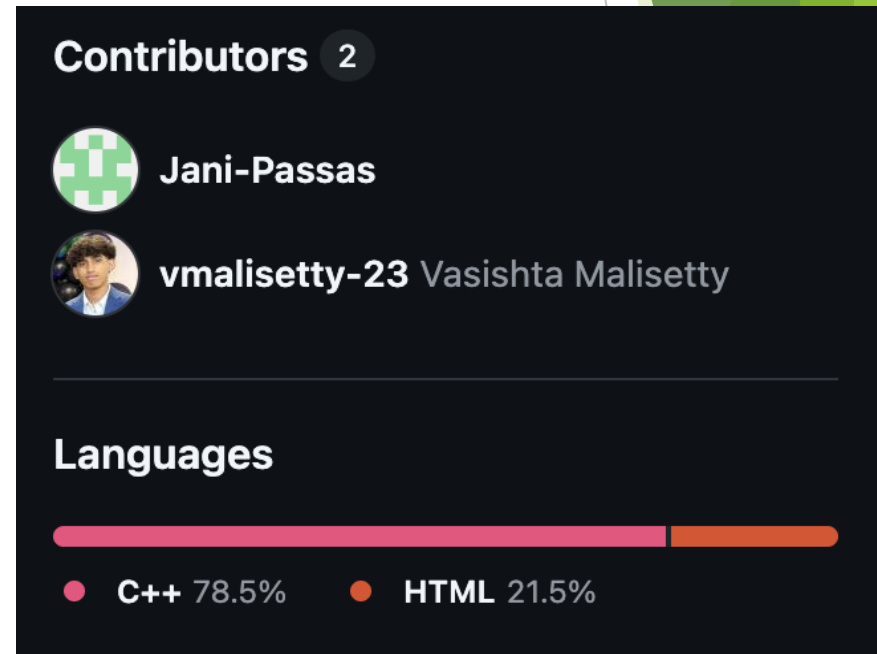 Contributors 2
Jani-Passas
vmalisetty-23 Vasishta Malisetty
Languages
C++ 78.5% HTML 21.5%